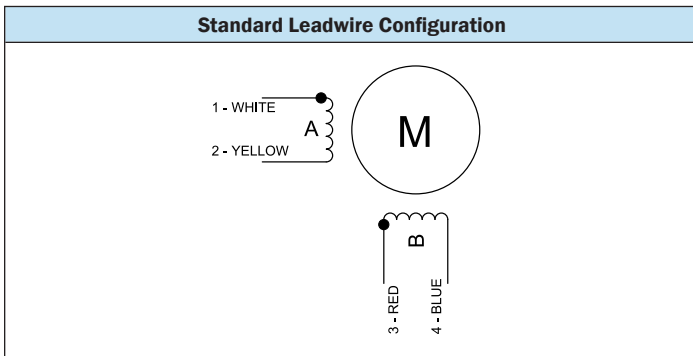 Standard Leadwire Configuration
1 - WHITE
A
2 - YELLOW
M
B
3 - RED
4 - BLUE